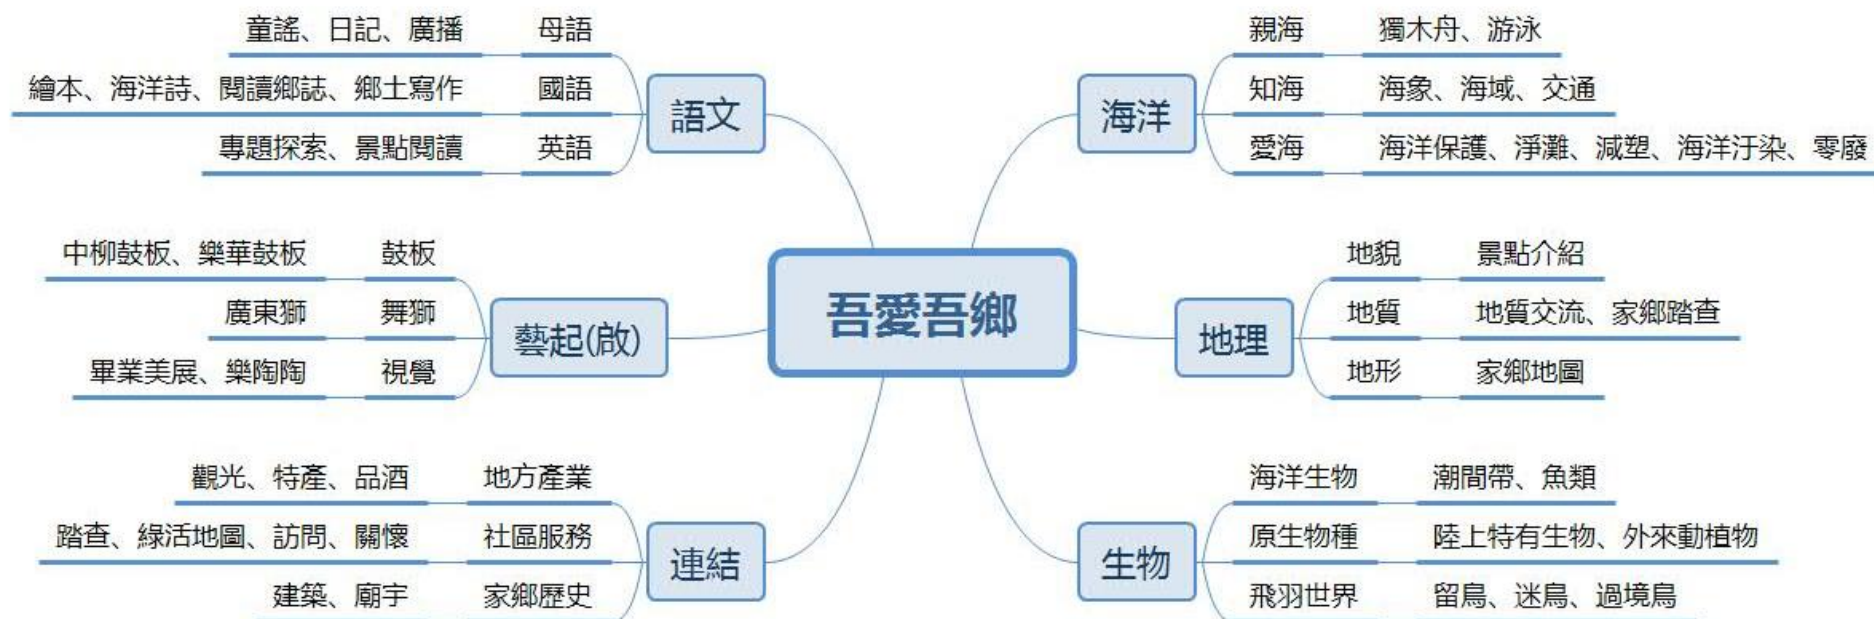 吾愛吾鄉
語文
母語
童謠、日記、廣播
國語
繪本、海洋詩、閱讀鄉誌、鄉土寫作
英語
專題探索、景點閱讀
藝起(啟)
鼓板
中柳鼓板、樂華鼓板
舞獅
廣東獅
視覺
畢業美展、樂陶陶
連結
地方產業
觀光、特產、品酒
社區服務
踏查、綠活地圖、訪問、關懷
家鄉歷史
建築、廟宇
海洋
親海
獨木舟、游泳
知海
海象、海域、交通
愛海
海洋保護、淨灘、減塑、海洋汙染、零廢
地理
地貌
景點介紹
地質
地質交流、家鄉踏查
地形
家鄉地圖
生物
海洋生物
潮間帶、魚類
原生物種
陸上特有生物、外來動植物
飛羽世界
留鳥、迷鳥、過境鳥